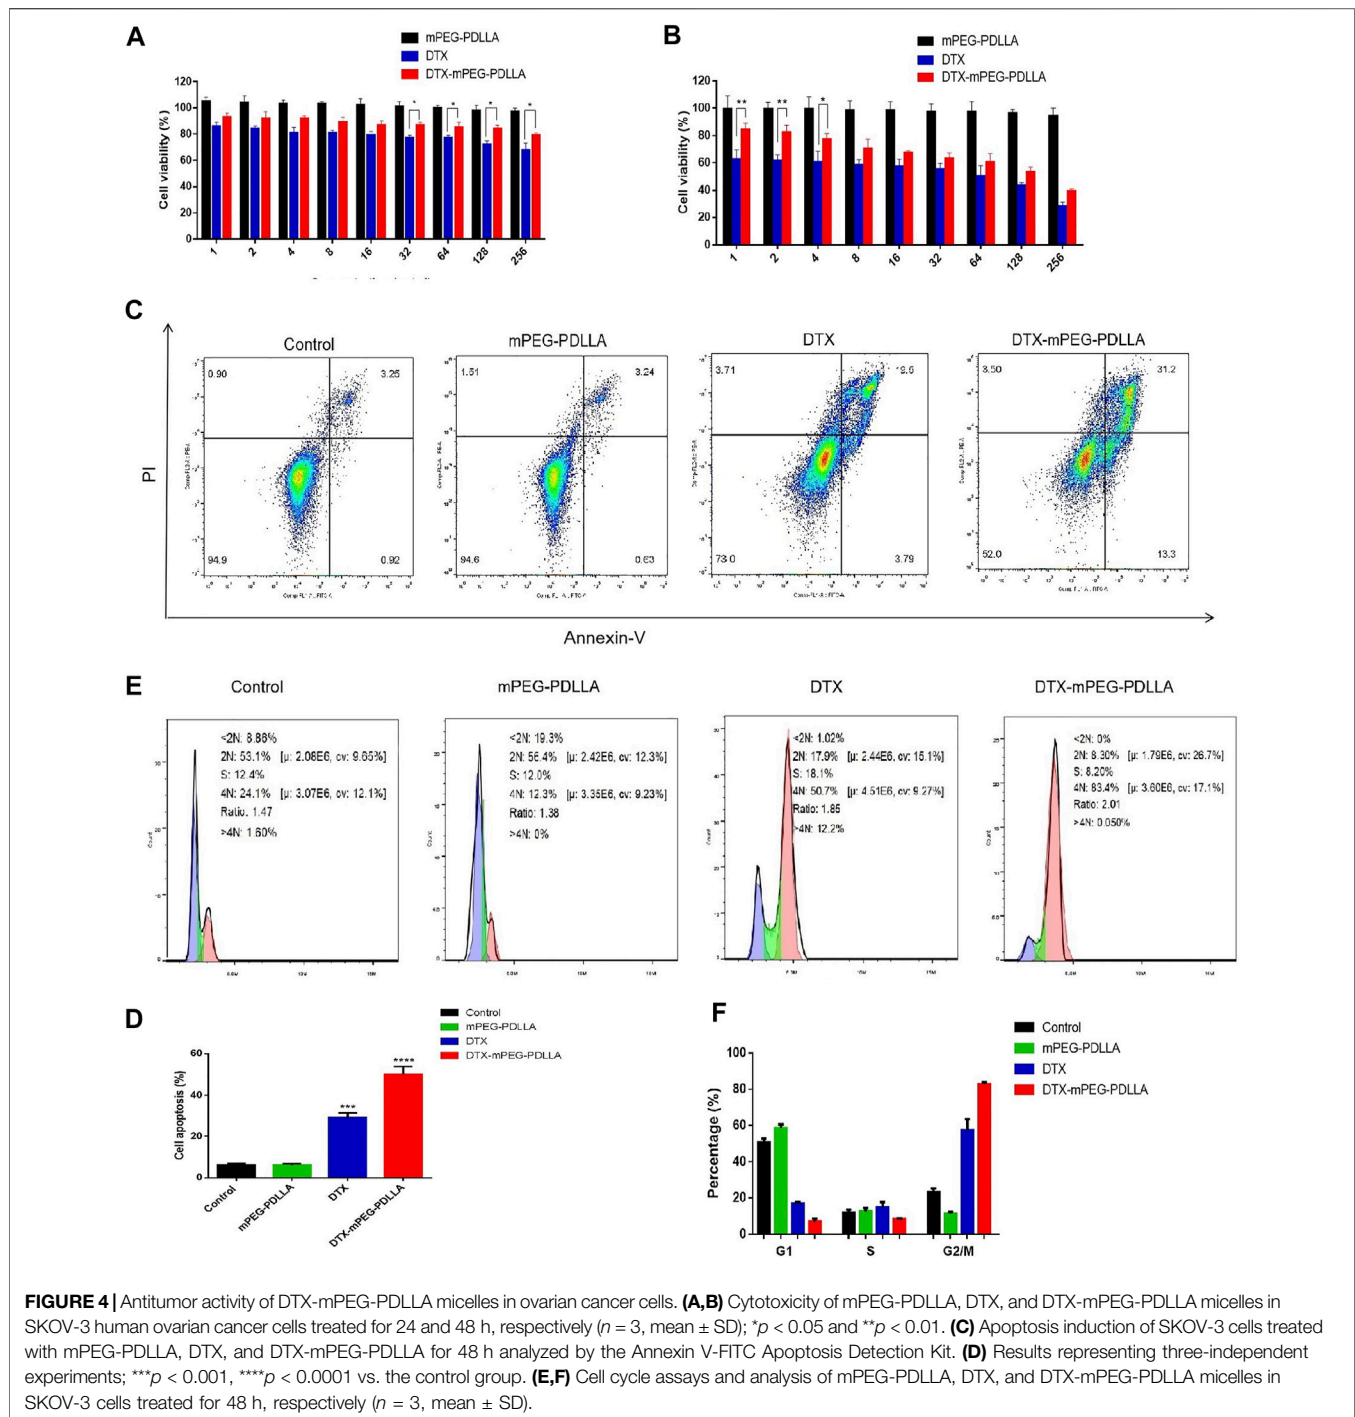 A
mPEG-PDLLA
DTX
DTX-mPEG-PDLLA
Cell viability (%)
120
100
80
60
40
20
0
* * * *
1 2 4 8 16 32 64 128 256
B
mPEG-PDLLA
DTX
DTX-mPEG-PDLLA
Cell viability (%)
120
100
80
60
40
20
0
** ** *
1 2 4 8 16 32 64 128 256
C
PI
Control
0.90 3.25
94.9 0.92
Comp-FL1-A :: FITC-A
mPEG-PDLLA
1.51 3.24
94.6 0.63
Comp-FL1-A :: FITC-A
DTX
3.71 19.5
73.0 3.79
Comp-FL1-A :: FITC-A
DTX-mPEG-PDLLA
3.50 31.2
52.0 13.3
Comp-FL1-A :: FITC-A
Annexin-V
E
Control
<2N: 8.86%
2N: 53.1% [μ: 2.08E6, cv: 9.65%]
S: 12.4%
4N: 24.1% [μ: 3.07E6, cv: 12.1%]
Ratio: 1.47
>4N: 1.60%
Count
mPEG-PDLLA
<2N: 19.3%
2N: 56.4% [μ: 2.42E6, cv: 12.3%]
S: 12.0%
4N: 12.3% [μ: 3.35E6, cv: 9.23%]
Ratio: 1.38
>4N: 0%
Count
DTX
<2N: 1.02%
2N: 17.9% [μ: 2.44E6, cv: 15.1%]
S: 18.1%
4N: 50.7% [μ: 4.51E6, cv: 9.27%]
Ratio: 1.85
>4N: 12.2%
Count
DTX-mPEG-PDLLA
<2N: 0%
2N: 8.30% [μ: 1.79E6, cv: 26.7%]
S: 8.20%
4N: 83.4% [μ: 3.60E6, cv: 17.1%]
Ratio: 2.01
>4N: 0.050%
Count
D
Control
mPEG-PDLLA
DTX
DTX-mPEG-PDLLA
Cell apoptosis (%)
60
40
20
0
*** ****
Control mPEG-PDLLA DTX DTX-mPEG-PDLLA
F
Control
mPEG-PDLLA
DTX
DTX-mPEG-PDLLA
Percentage (%)
100
80
60
40
20
0
G1 S G2/M
FIGURE 4 | Antitumor activity of DTX-mPEG-PDLLA micelles in ovarian cancer cells. (A,B) Cytotoxicity of mPEG-PDLLA, DTX, and DTX-mPEG-PDLLA micelles in
SKOV-3 human ovarian cancer cells treated for 24 and 48 h, respectively (n = 3, mean ± SD); *p < 0.05 and **p < 0.01. (C) Apoptosis induction of SKOV-3 cells treated
with mPEG-PDLLA, DTX, and DTX-mPEG-PDLLA for 48 h analyzed by the Annexin V-FITC Apoptosis Detection Kit. (D) Results representing three-independent
experiments; ***p < 0.001, ****p < 0.0001 vs. the control group. (E,F) Cell cycle assays and analysis of mPEG-PDLLA, DTX, and DTX-mPEG-PDLLA micelles in
SKOV-3 cells treated for 48 h, respectively (n = 3, mean ± SD).